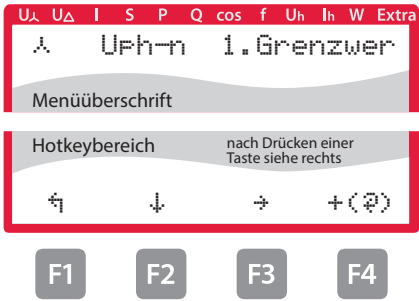 U⅄ U△ I S P Q cos f Uh Ih W Extra
⅄ Uph-n 1.Grenzwer
Menüüberschrift
Hotkeybereich
nach Drücken einer
Taste siehe rechts
↰ ↓ → +(Ꝛ)
F1 F2 F3 F4